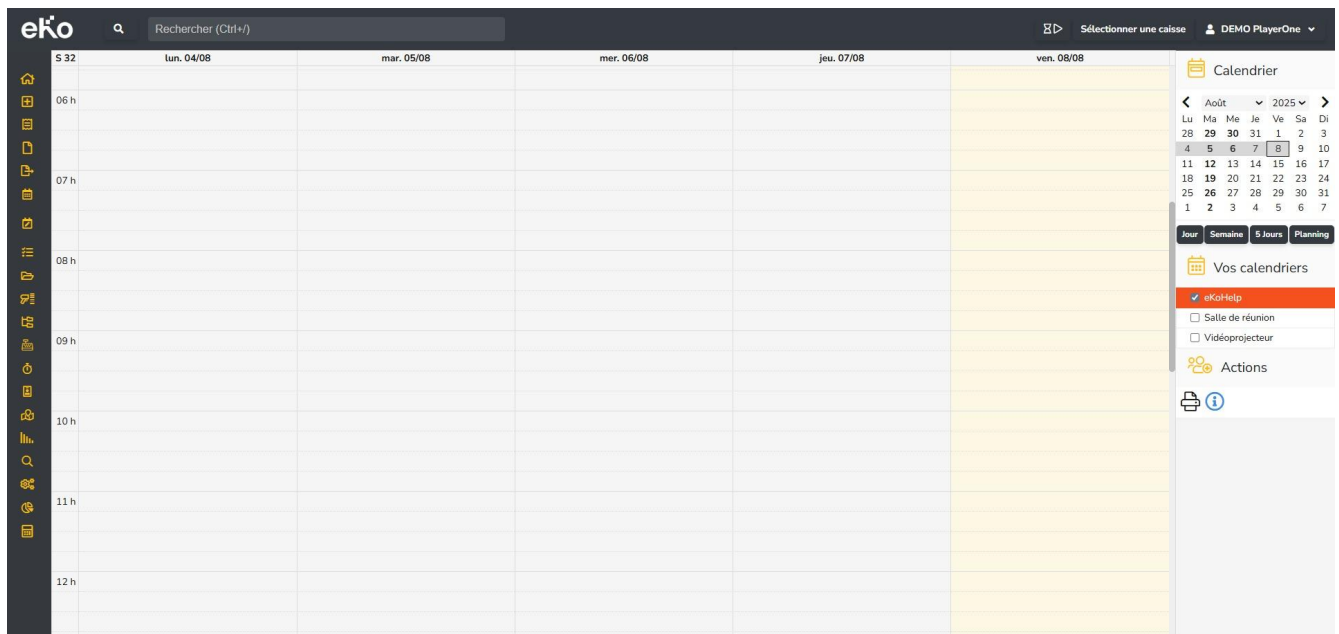 eKo
Rechercher (Ctrl+/)
Sélectionner une caisse
DEMO PlayerOne
S 32 lun. 04/08 mar. 05/08 mer. 06/08 jeu. 07/08 ven. 08/08
06 h
07 h
08 h
09 h
10 h
11 h
12 h
Calendrier
Août 2025
Lu Ma Me Je Ve Sa Di
28 29 30 31 1 2 3
4 5 6 7 8 9 10
11 12 13 14 15 16 17
18 19 20 21 22 23 24
25 26 27 28 29 30 31
1 2 3 4 5 6 7
Jour Semaine 5 Jours Planning
Vos calendriers
eKoHelp
Salle de réunion
Vidéoprojecteur
Actions